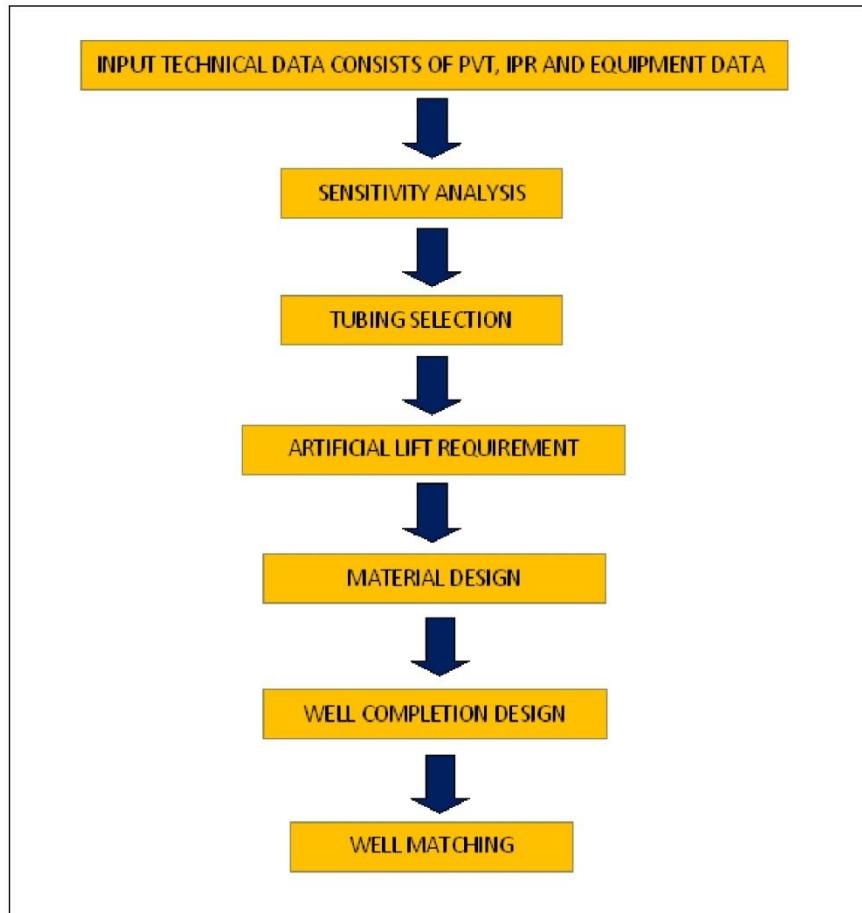 INPUT TECHNICAL DATA CONSISTS OF PVT, IPR AND EQUIPMENT DATA
SENSITIVITY ANALYSIS
TUBING SELECTION
ARTIFICIAL LIFT REQUIREMENT
MATERIAL DESIGN
WELL COMPLETION DESIGN
WELL MATCHING